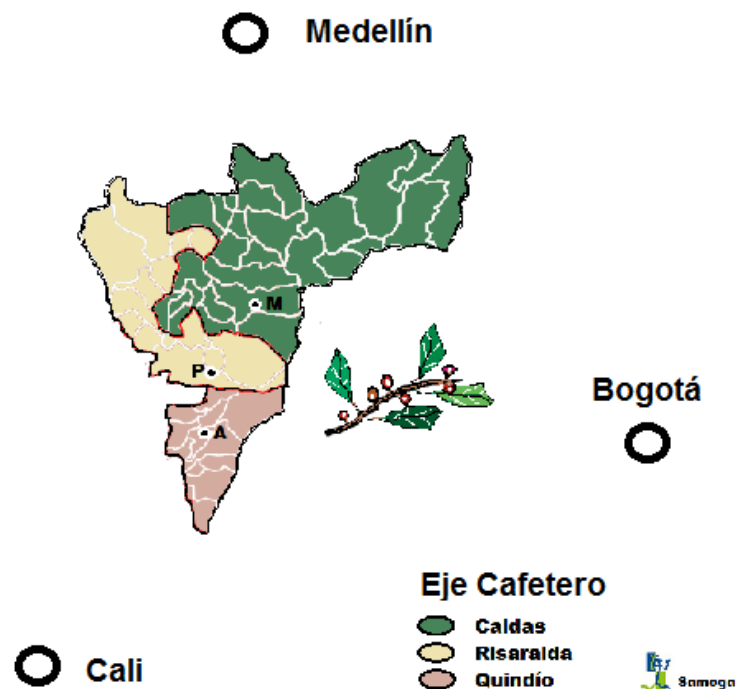 Medellín
M
P
Bogotá
A
Eje Cafetero
Caldas
Risaralda
Cali
Quindío
Samoga